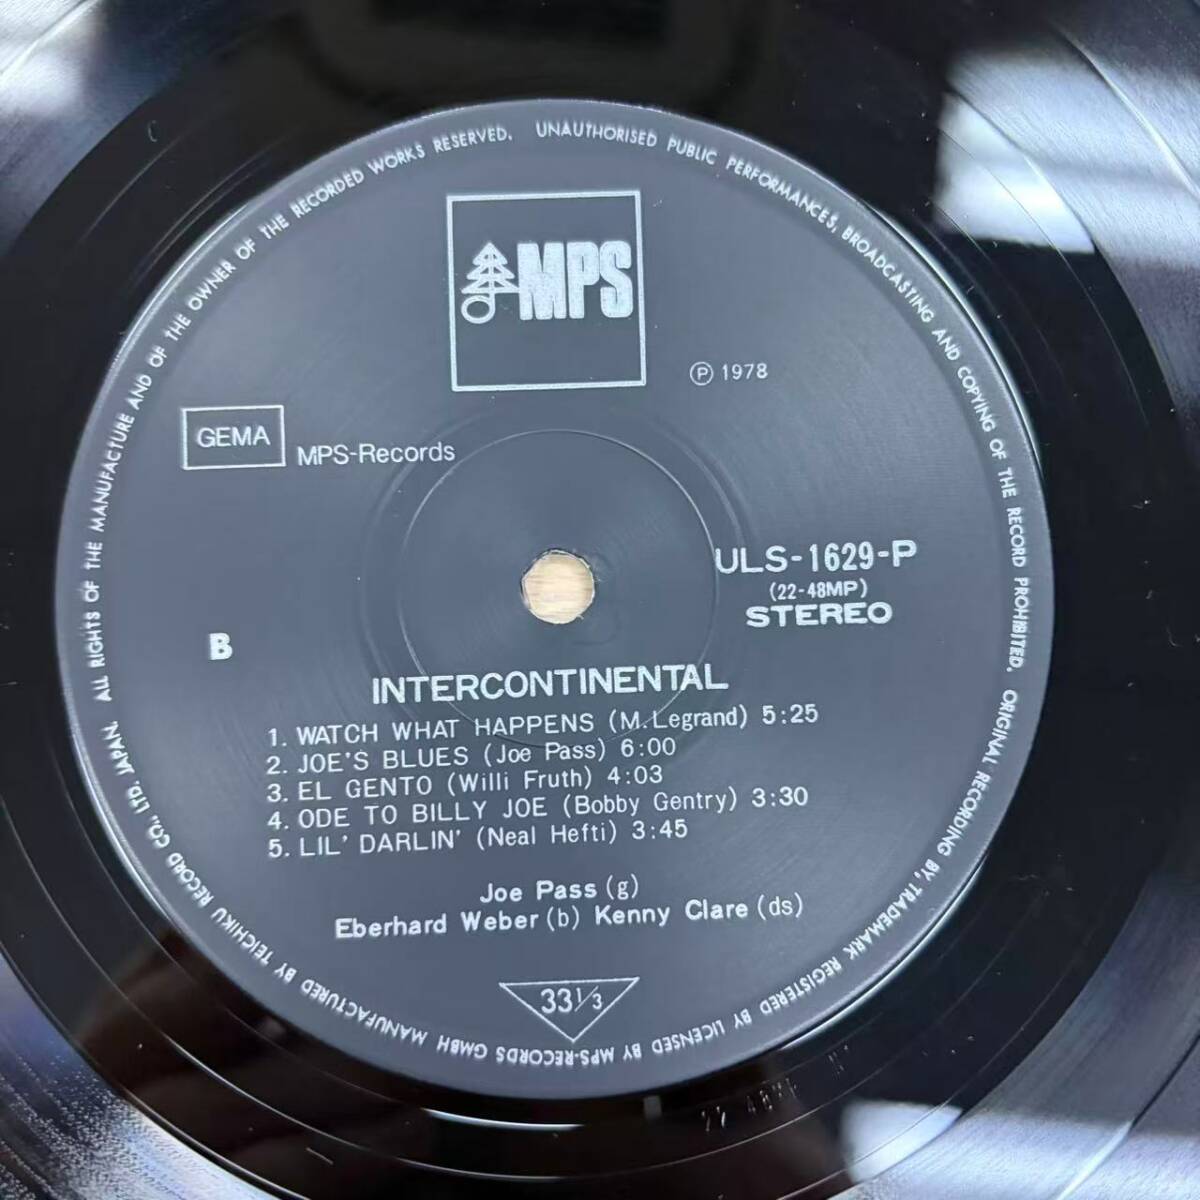 ALL RIGHTS OF THE MANUFACTURE AND OF THE OWNER OF THE RECORDED WORKS RESERVED. UNAUTHORISED PUBLIC PERFORMANCES, BROADCASTING AND COPYING OF THE RECORD PROHIBITED. ORIGINAL RECORDING BY, TRADEMARK REGISTERED BY LICENSED BY MPS-RECORDS GMBH MANUFACTURED BY TEICHIKU RECORD CO., LTD. JAPAN.
MPS
Ⓟ 1978
GEMA
MPS-Records
ULS-1629-P
(22-48MP)
STEREO
B
INTERCONTINENTAL
1. WATCH WHAT HAPPENS (M. Legrand) 5:25
2. JOE'S BLUES (Joe Pass) 6:00
3. EL GENTO (Willi Fruth) 4:03
4. ODE TO BILLY JOE (Bobby Gentry) 3:30
5. LIL' DARLIN' (Neal Hefti) 3:45
Joe Pass (g)
Eberhard Weber (b) Kenny Clare (ds)
33 1/3